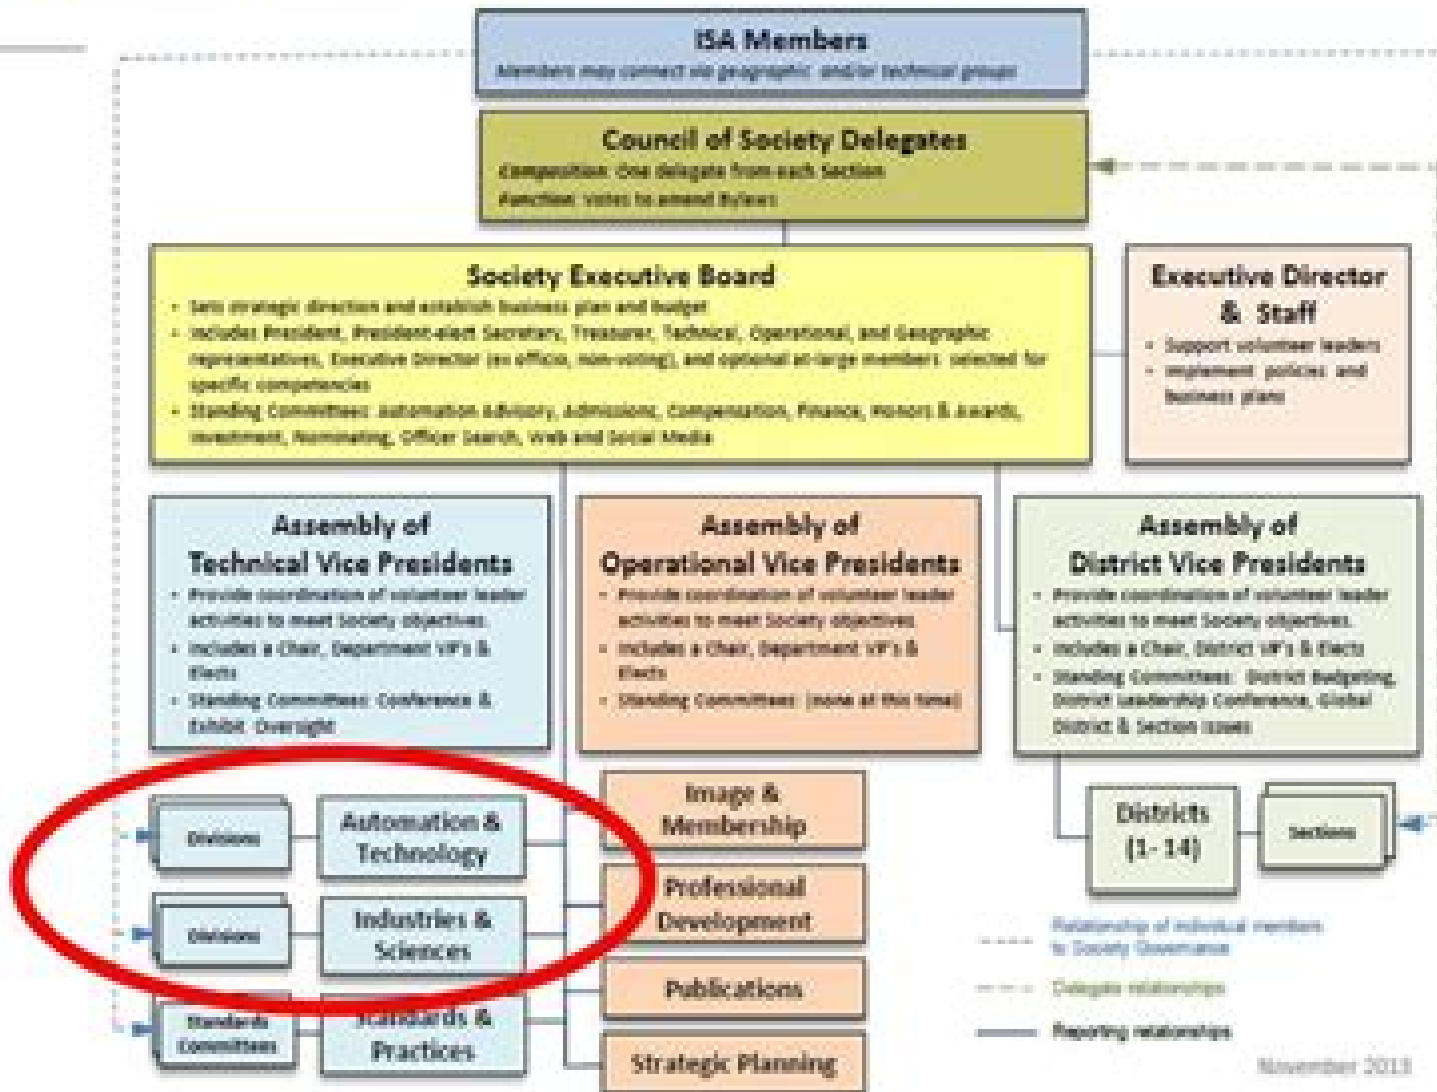 ISA Members
Members may connect via geographic and/or technical groups
Council of Society Delegates
Composition: One delegate from each Section
Function: Votes to amend Bylaws
Society Executive Board
• Sets strategic direction and establish business plan and budget
• Includes President, President-elect Secretary, Treasurer, Technical, Operational, and Geographic
representatives, Executive Director (ex officio, non-voting), and optional at-large members selected for
specific competencies
• Standing Committees: Automation Advisory, Admissions, Compensation, Finance, Honors & Awards,
Investment, Nominating, Officer Search, Web and Social Media
Executive Director
& Staff
• Support volunteer leaders
• Implement policies and
business plans
Assembly of
Technical Vice Presidents
• Provide coordination of volunteer leader
activities to meet Society objectives.
• Includes a Chair, Department VP's &
Elects
• Standing Committees: Conference &
Exhibit Oversight
Assembly of
Operational Vice Presidents
• Provide coordination of volunteer leader
activities to meet Society objectives.
• Includes a Chair, Department VP's &
Elects
• Standing Committees: (none at this time)
Assembly of
District Vice Presidents
• Provide coordination of volunteer leader
activities to meet Society objectives.
• Includes a Chair, District VP's & Elects
• Standing Committees: District Budgeting,
District Leadership Conference, Global
District & Section Issues
Divisions
Automation &
Technology
Divisions
Industries &
Sciences
Standards
Committees
Standards &
Practices
Image &
Membership
Professional
Development
Publications
Strategic Planning
Districts
(1-14)
Sections
Relationship of individual members
to Society Governance
Delegate relationships
Reporting relationships
November 2013